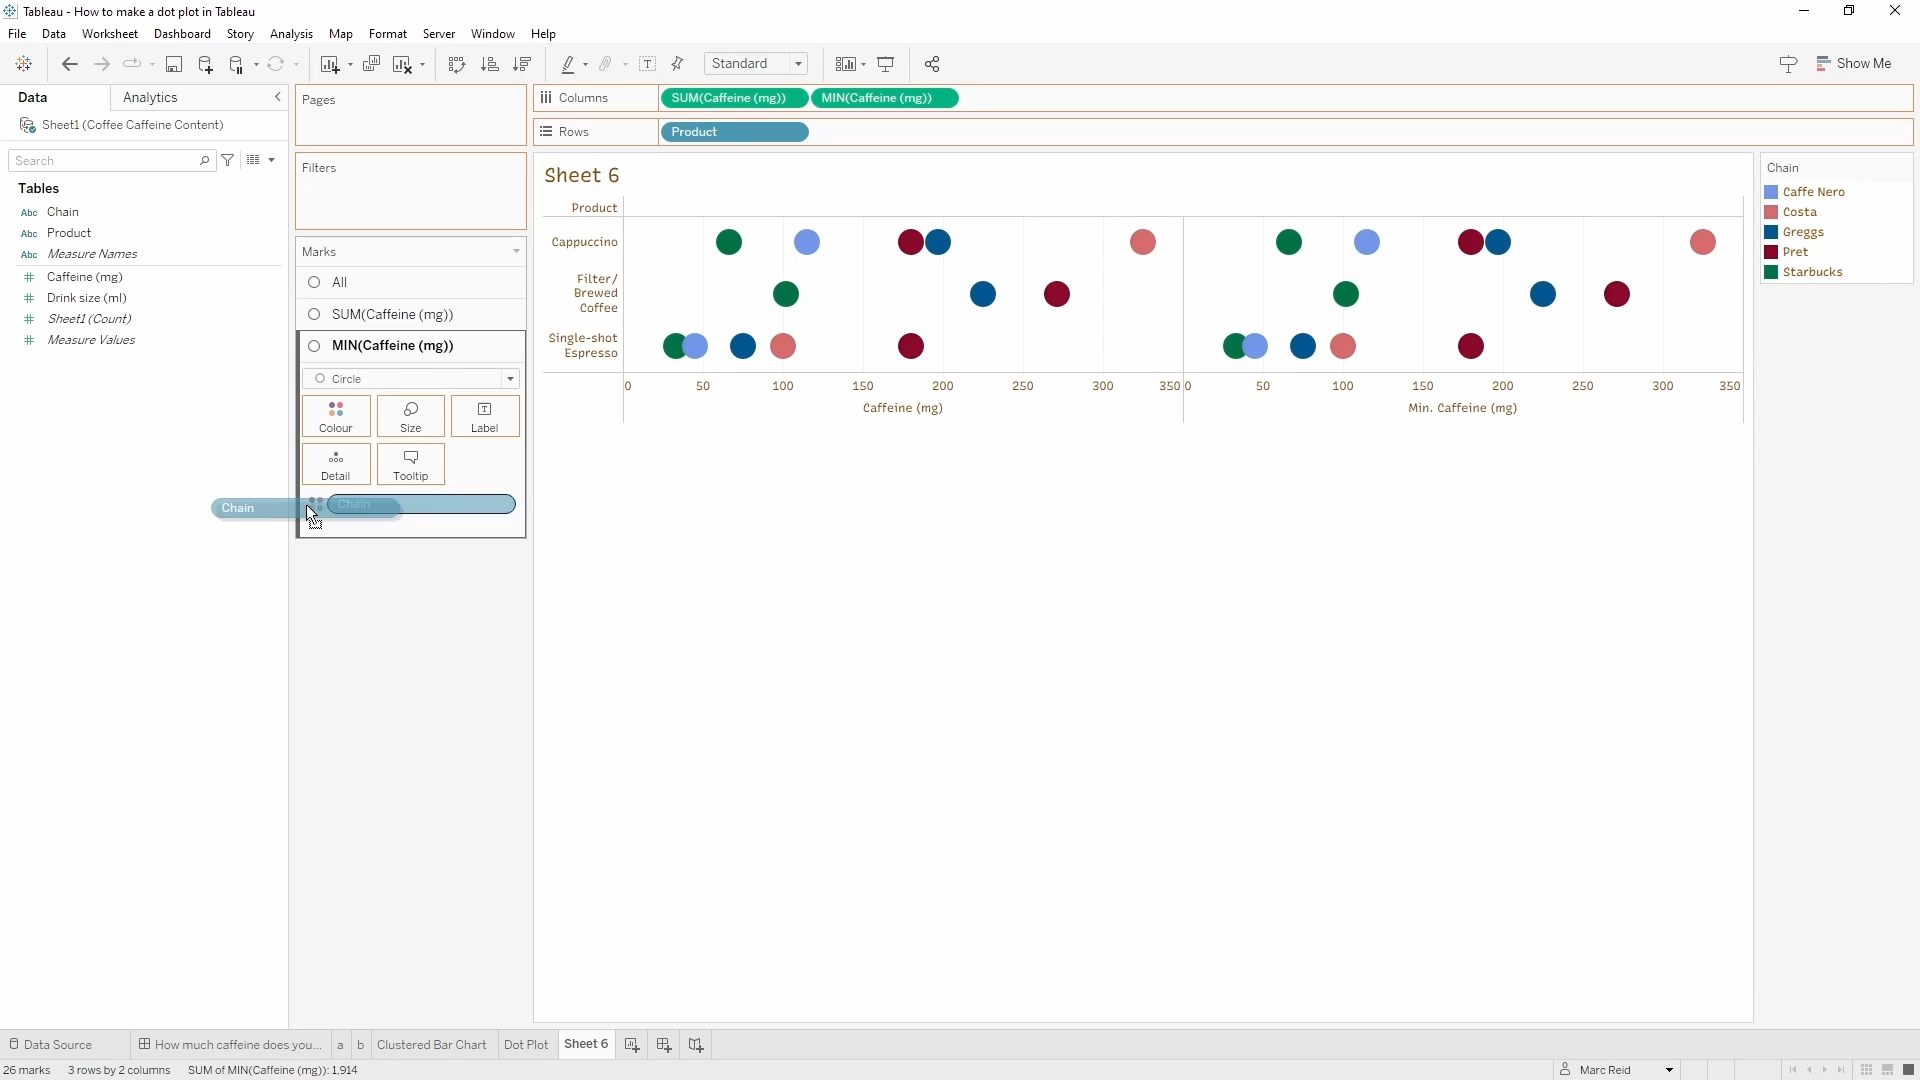 Tableau - How to make a dot plot in Tableau
File Data Worksheet Dashboard Story Analysis Map Format Server Window Help
Standard
Show Me
Data Analytics
Sheet1 (Coffee Caffeine Content)
Search
Tables
Abc Chain
Abc Product
Abc Measure Names
# Caffeine (mg)
# Drink size (ml)
# Sheet1 (Count)
# Measure Values
Pages
Filters
Marks
All
SUM(Caffeine (mg))
MIN(Caffeine (mg))
Circle
Colour Size Label
Detail Tooltip
Chain
Chain
Columns SUM(Caffeine (mg)) MIN(Caffeine (mg))
Rows Product
Sheet 6
Product
Cappuccino
Filter/
Brewed
Coffee
Single-shot
Espresso
0 50 100 150 200 250 300 350 0 50 100 150 200 250 300 350
Caffeine (mg) Min. Caffeine (mg)
Chain
Caffe Nero
Costa
Greggs
Pret
Starbucks
Data Source How much caffeine does you... a b Clustered Bar Chart Dot Plot Sheet 6
26 marks 3 rows by 2 columns SUM of MIN(Caffeine (mg)): 1,914
Marc Reid